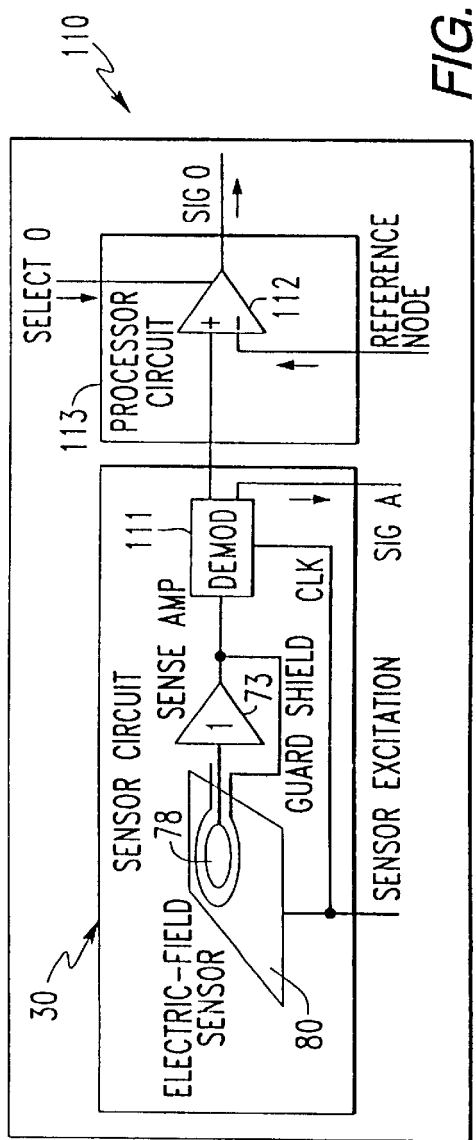 110
30
SENSOR CIRCUIT
113
PROCESSOR
CIRCUIT
SELECT 0
78
SENSE AMP
111
ELECTRIC-FIELD
SENSOR
1
73
DEMOD
+
−
112
SIG 0
GUARD SHIELD
CLK
80
SENSOR EXCITATION
SIG A
REFERENCE
NODE
FIG.